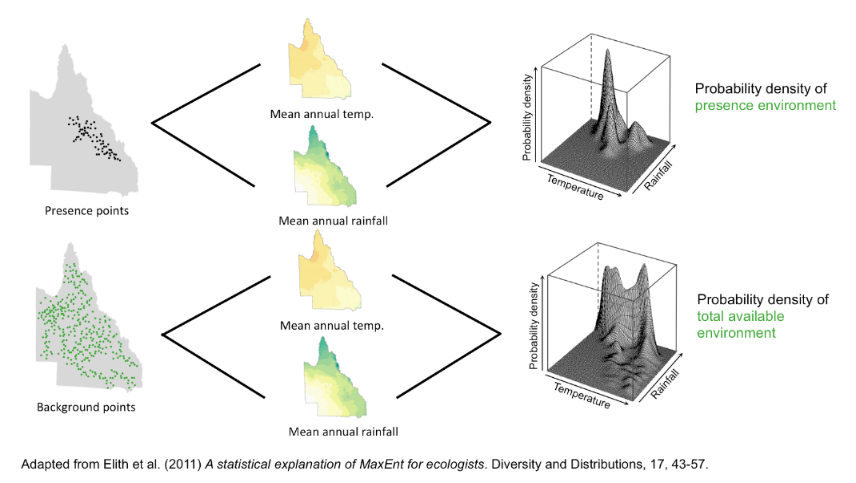 Mean annual temp.
Probability density
Temperature
Rainfall
Probability density of
presence environment
Presence points
Mean annual rainfall
Mean annual temp.
Probability density
Temperature
Rainfall
Probability density of
total available
environment
Background points
Mean annual rainfall
Adapted from Elith et al. (2011) A statistical explanation of MaxEnt for ecologists. Diversity and Distributions, 17, 43-57.